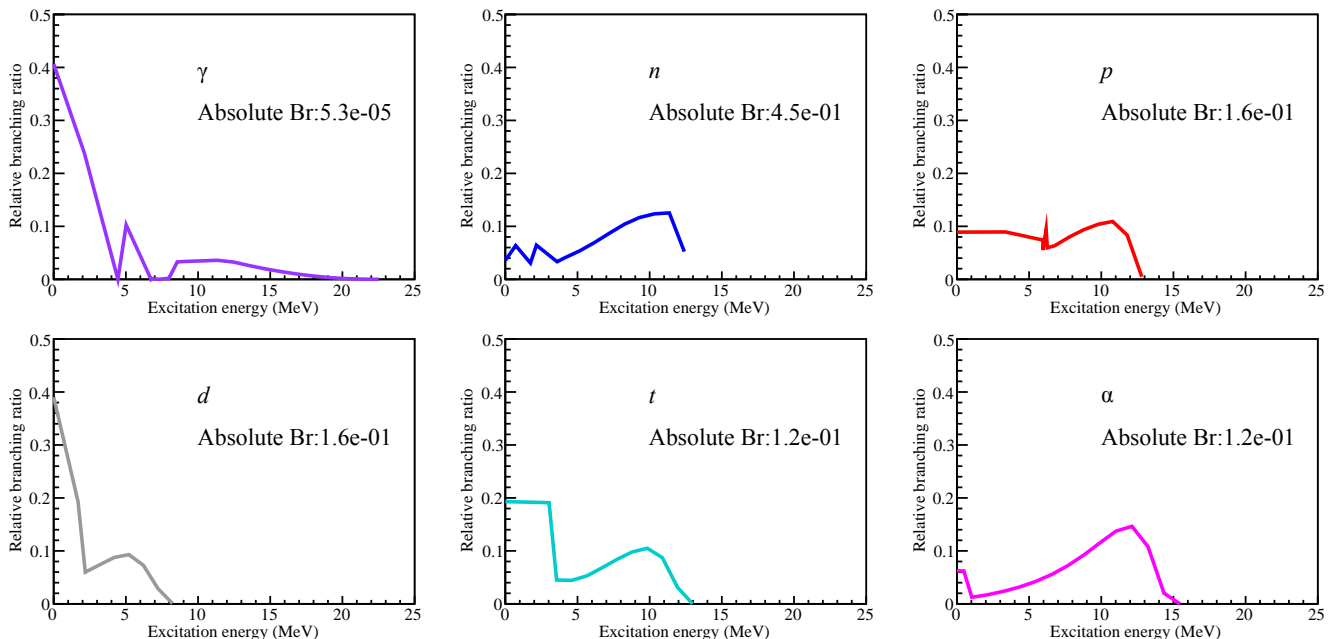 0.5
0.4
0.3
0.2
0.1
0
Relative branching ratio
γ
Absolute Br:5.3e-05
0 5 10 15 20 25
Excitation energy (MeV)
0.5
0.4
0.3
0.2
0.1
0
Relative branching ratio
n
Absolute Br:4.5e-01
0 5 10 15 20 25
Excitation energy (MeV)
0.5
0.4
0.3
0.2
0.1
0
Relative branching ratio
p
Absolute Br:1.6e-01
0 5 10 15 20 25
Excitation energy (MeV)
0.5
0.4
0.3
0.2
0.1
0
Relative branching ratio
d
Absolute Br:1.6e-01
0 5 10 15 20 25
Excitation energy (MeV)
0.5
0.4
0.3
0.2
0.1
0
Relative branching ratio
t
Absolute Br:1.2e-01
0 5 10 15 20 25
Excitation energy (MeV)
0.5
0.4
0.3
0.2
0.1
0
Relative branching ratio
α
Absolute Br:1.2e-01
0 5 10 15 20 25
Excitation energy (MeV)